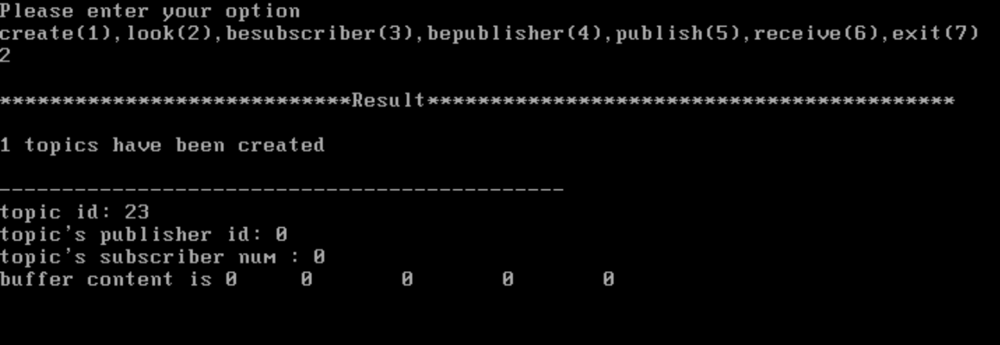 Please enter your option
create(1),look(2),besubscriber(3),bepublisher(4),publish(5),receive(6),exit(7)
2
****************************Result******************************************
1 topics have been created
---------------------------------------------
topic id: 23
topic's publisher id: 0
topic's subscriber num : 0
buffer content is 0 0 0 0 0